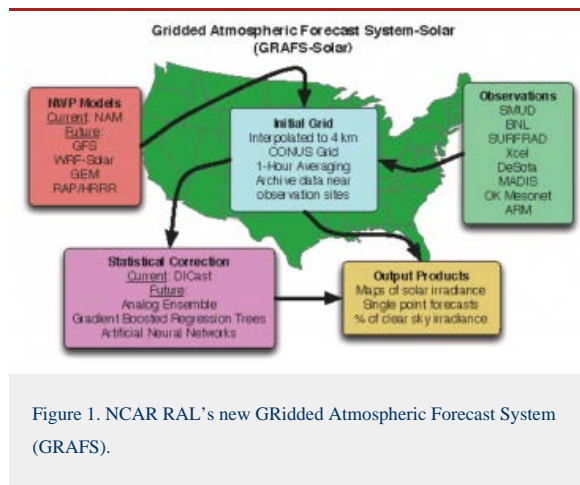 Gridded Atmospheric Forecast System-Solar
(GRAFS-Solar)
NWP Models
Current: NAM
Future:
GFS
WRF-Solar
GEM
RAP/HRRR
Initial Grid
Interpolated to 4 km
CONUS Grid
1-Hour Averaging
Archive data near
observation sites
Observations
SMUD
BNL
SURFRAD
Xcel
DeSota
MADIS
OK Mesonet
ARM
Statistical Correction
Current: DICast
Future:
Analog Ensemble
Gradient Boosted Regression Trees
Artificial Neural Networks
Output Products
Maps of solar irradiance
Single point forecasts
% of clear sky irradiance
Figure 1. NCAR RAL’s new GRidded Atmospheric Forecast System
(GRAFS).